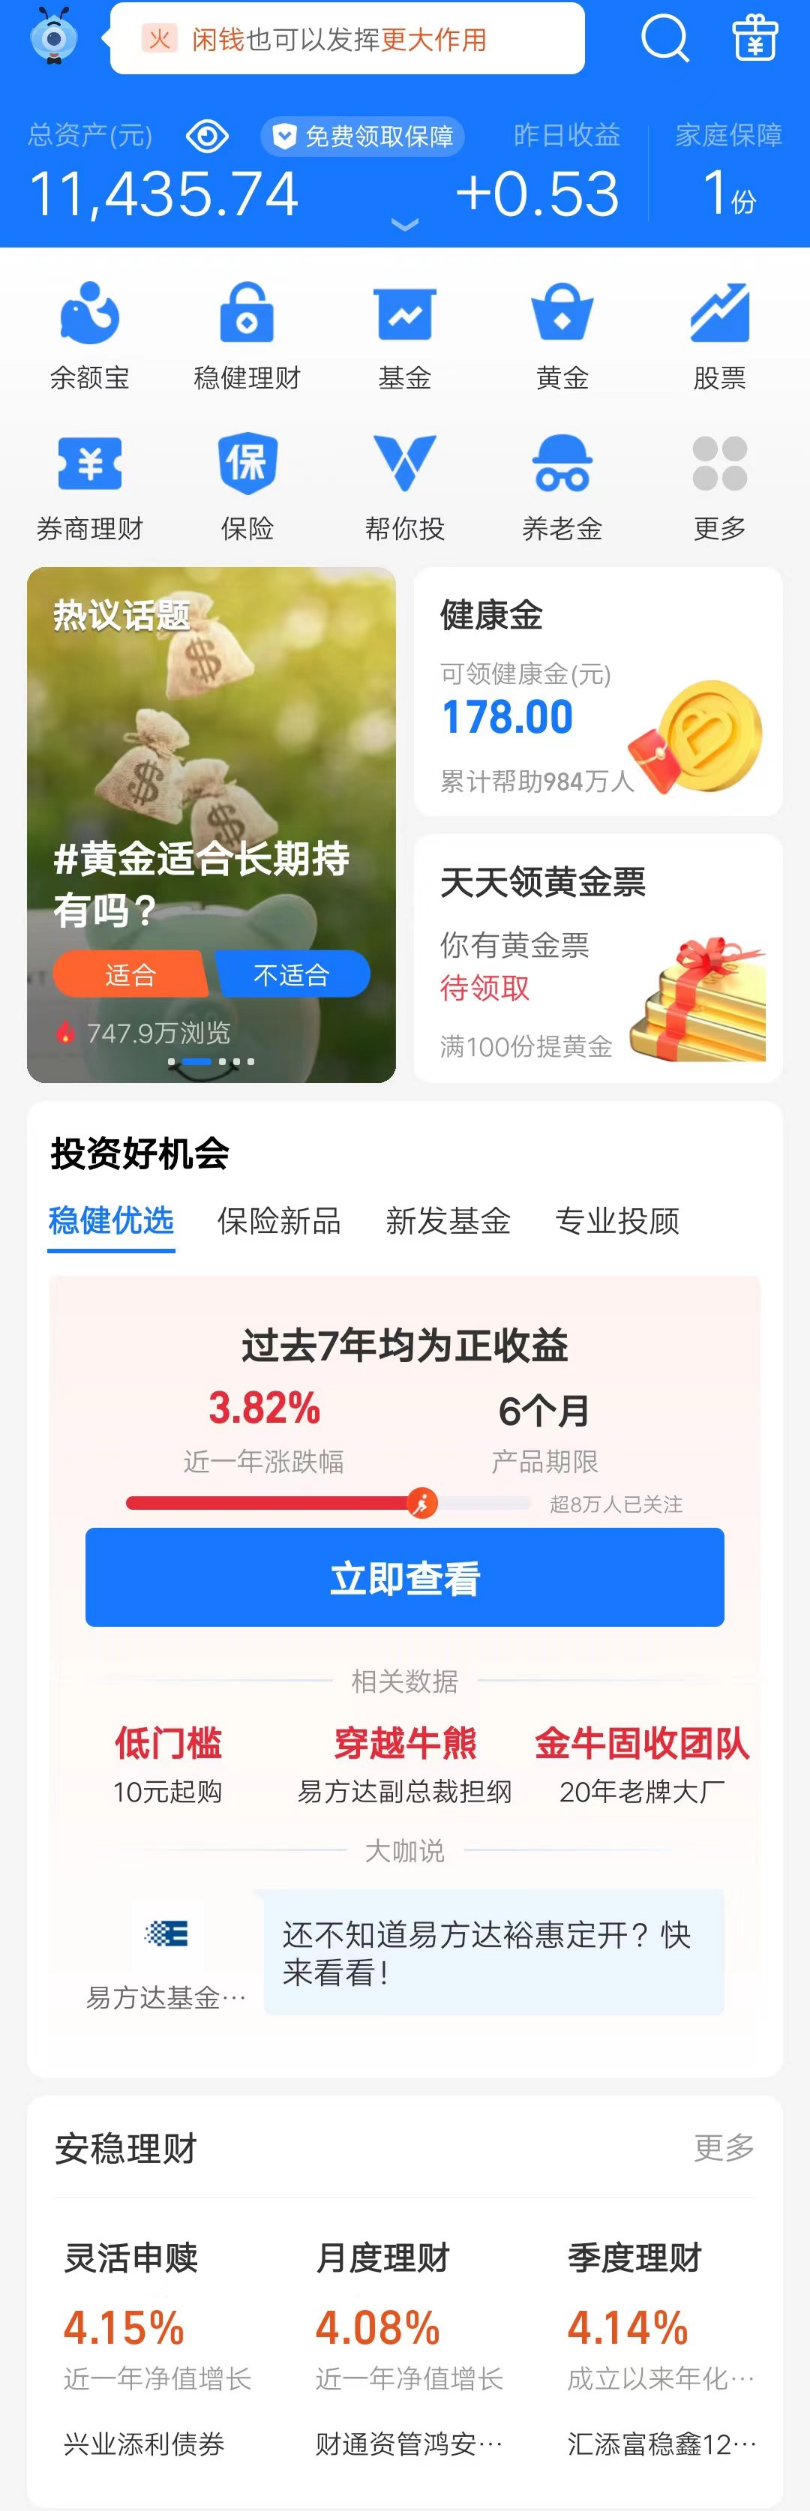 火 闲钱也可以发挥更大作用
总资产(元) 免费领取保障 昨日收益 家庭保障
11,435.74 +0.53 1份
余额宝 稳健理财 基金 黄金 股票
券商理财 保险 帮你投 养老金 更多
热议话题
#黄金适合长期持
有吗？
适合 不适合
747.9万浏览
健康金
可领健康金(元)
178.00
累计帮助984万人
天天领黄金票
你有黄金票
待领取
满100份提黄金
投资好机会
稳健优选 保险新品 新发基金 专业投顾
过去7年均为正收益
3.82% 6个月
近一年涨跌幅 产品期限
超8万人已关注
立即查看
相关数据
低门槛 穿越牛熊 金牛固收团队
10元起购 易方达副总裁担纲 20年老牌大厂
大咖说
还不知道易方达裕惠定开？快
来看看！
易方达基金···
安稳理财 更多
灵活申赎 月度理财 季度理财
4.15% 4.08% 4.14%
近一年净值增长 近一年净值增长 成立以来年化···
兴业添利债券 财通资管鸿安··· 汇添富稳鑫12···